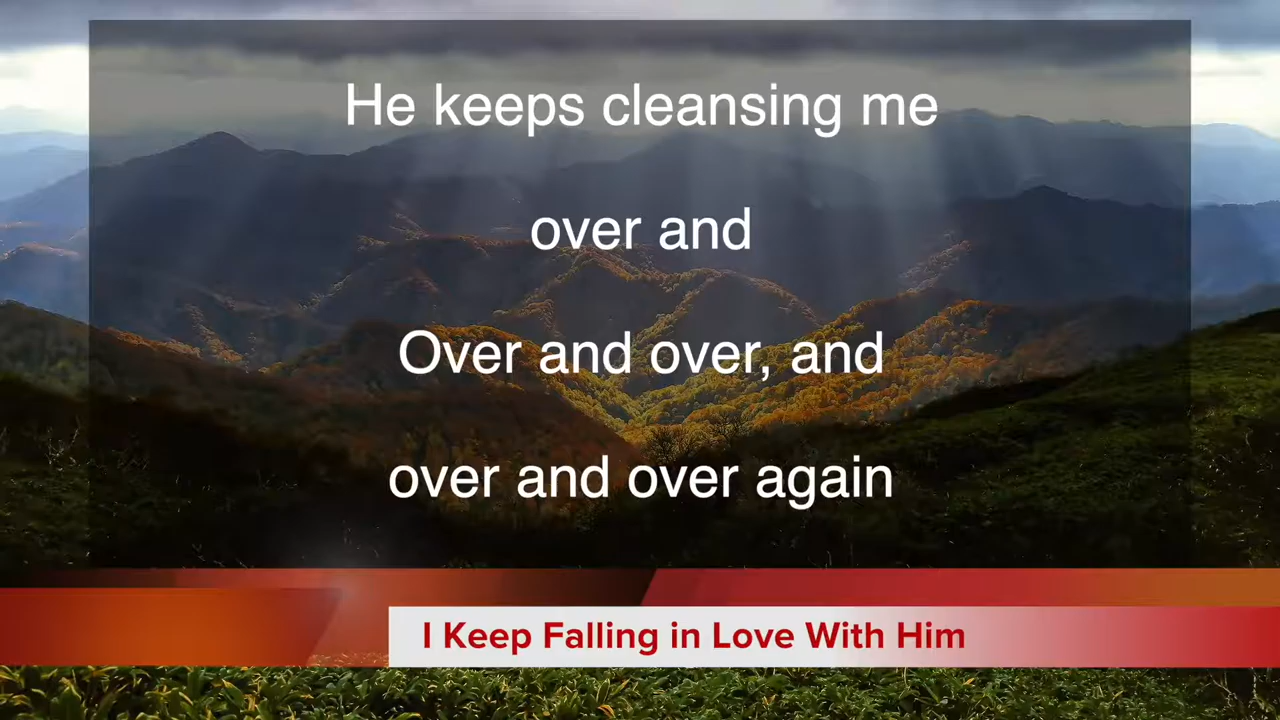 He keeps cleansing me
over and
Over and over, and
over and over again
I Keep Falling in Love With Him